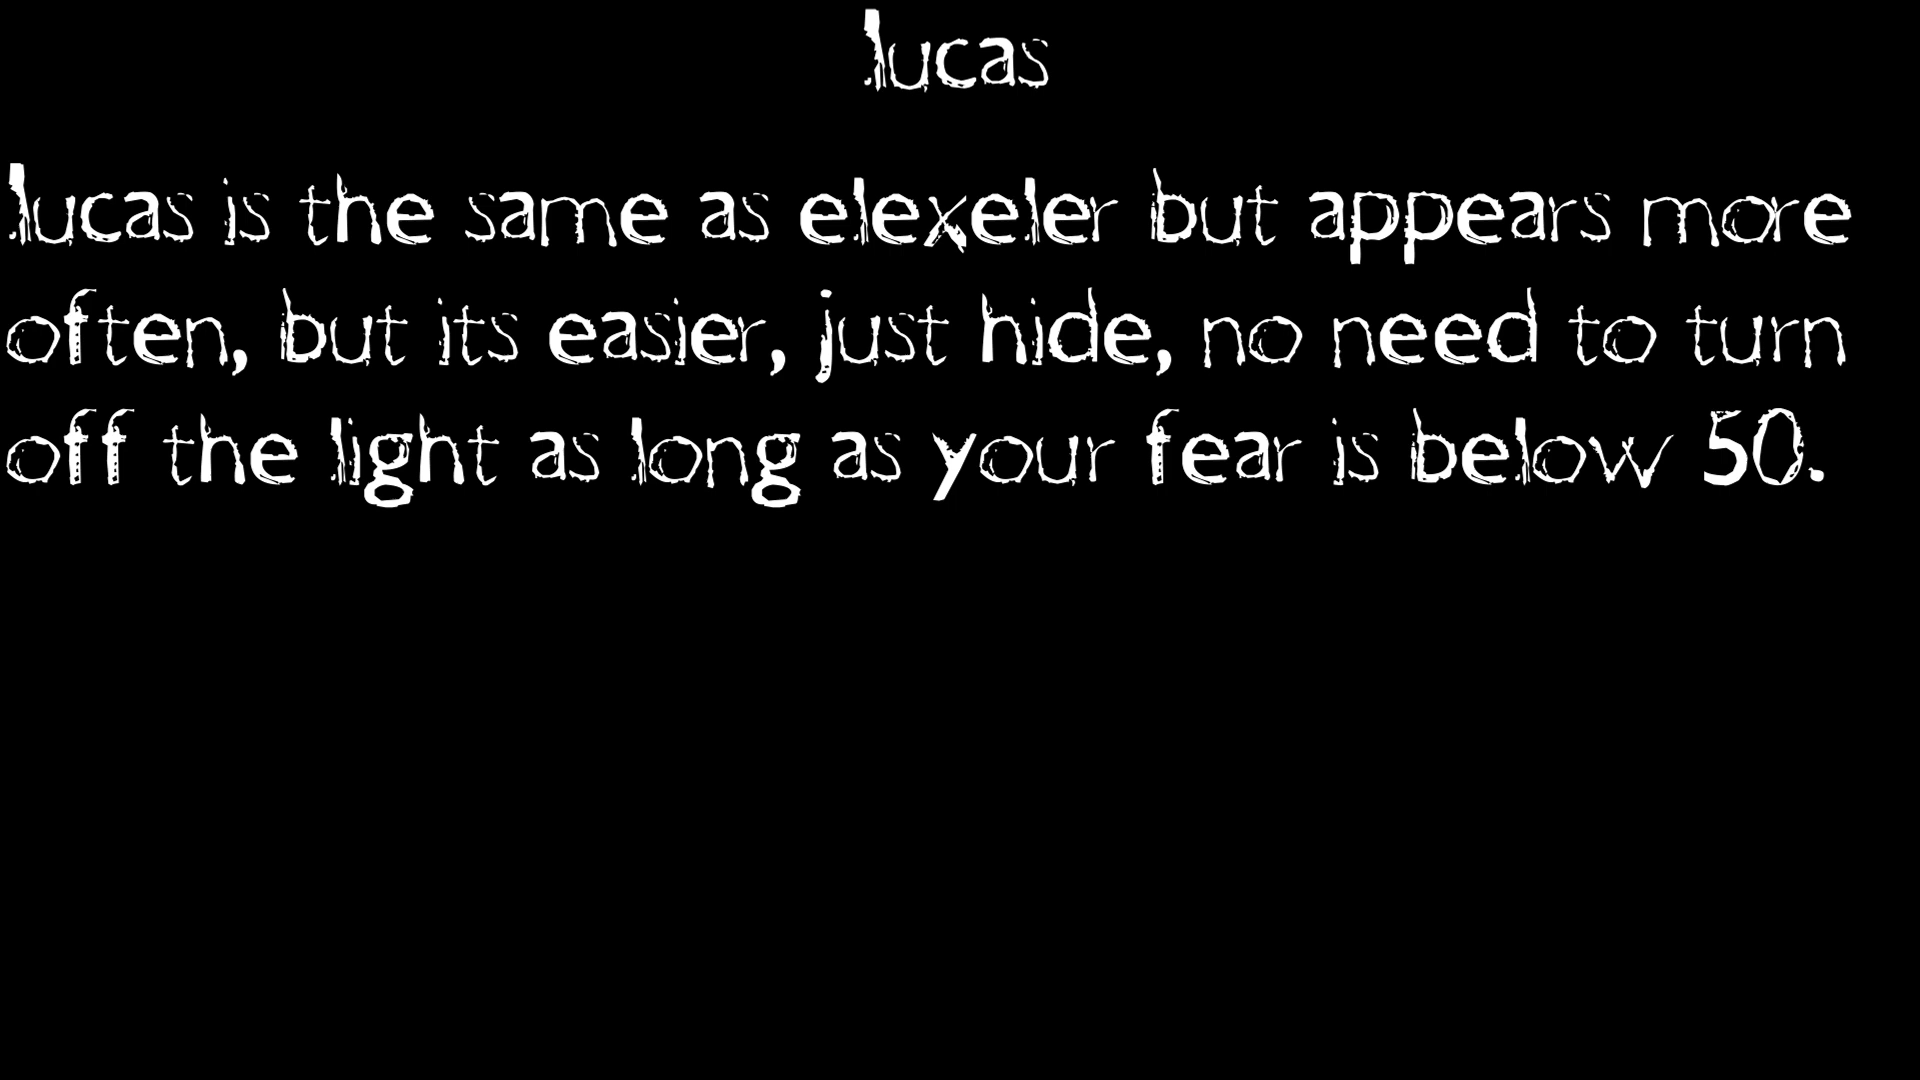 lucas
lucas is the same as elexeler but appears more
often, but its easier, just hide, no need to turn
off the light as long as your fear is below 50.